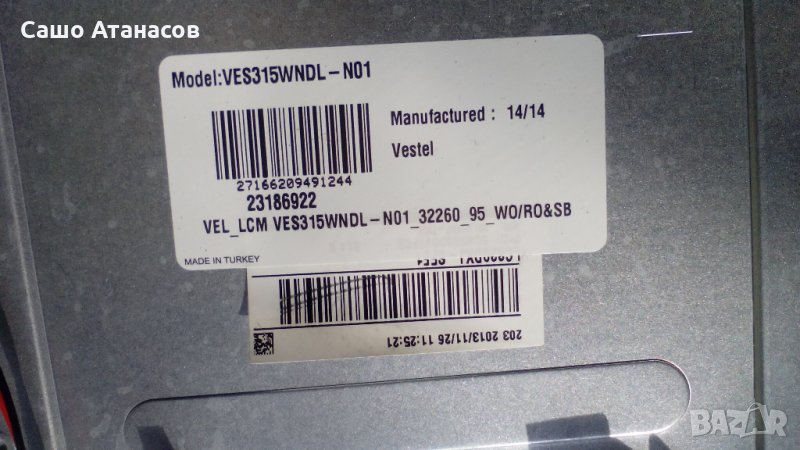 Сашо Атанасов
Model:VES315WNDL-N01
Manufactured : 14/14
Vestel
27166209491244
23186922
VEL_LCM VES315WNDL-N01_32260_95_WO/RO&SB
MADE IN TURKEY
203 2013/11/26 11:25:21
BAZAR